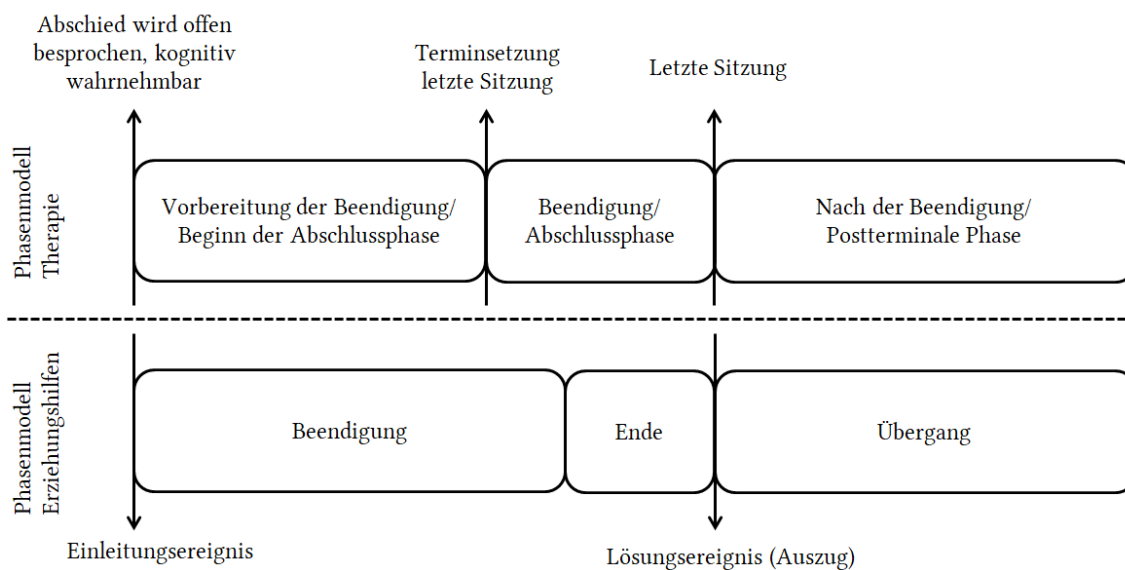 Abschied wird offen
besprochen, kognitiv
wahrnehmbar
Terminsetzung
letzte Sitzung
Letzte Sitzung
Phasenmodell
Therapie
Vorbereitung der Beendigung/
Beginn der Abschlussphase
Beendigung/
Abschlussphase
Nach der Beendigung/
Postterminale Phase
Phasenmodell
Erziehungshilfen
Beendigung
Ende
Übergang
Einleitungsereignis
Lösungsereignis (Auszug)